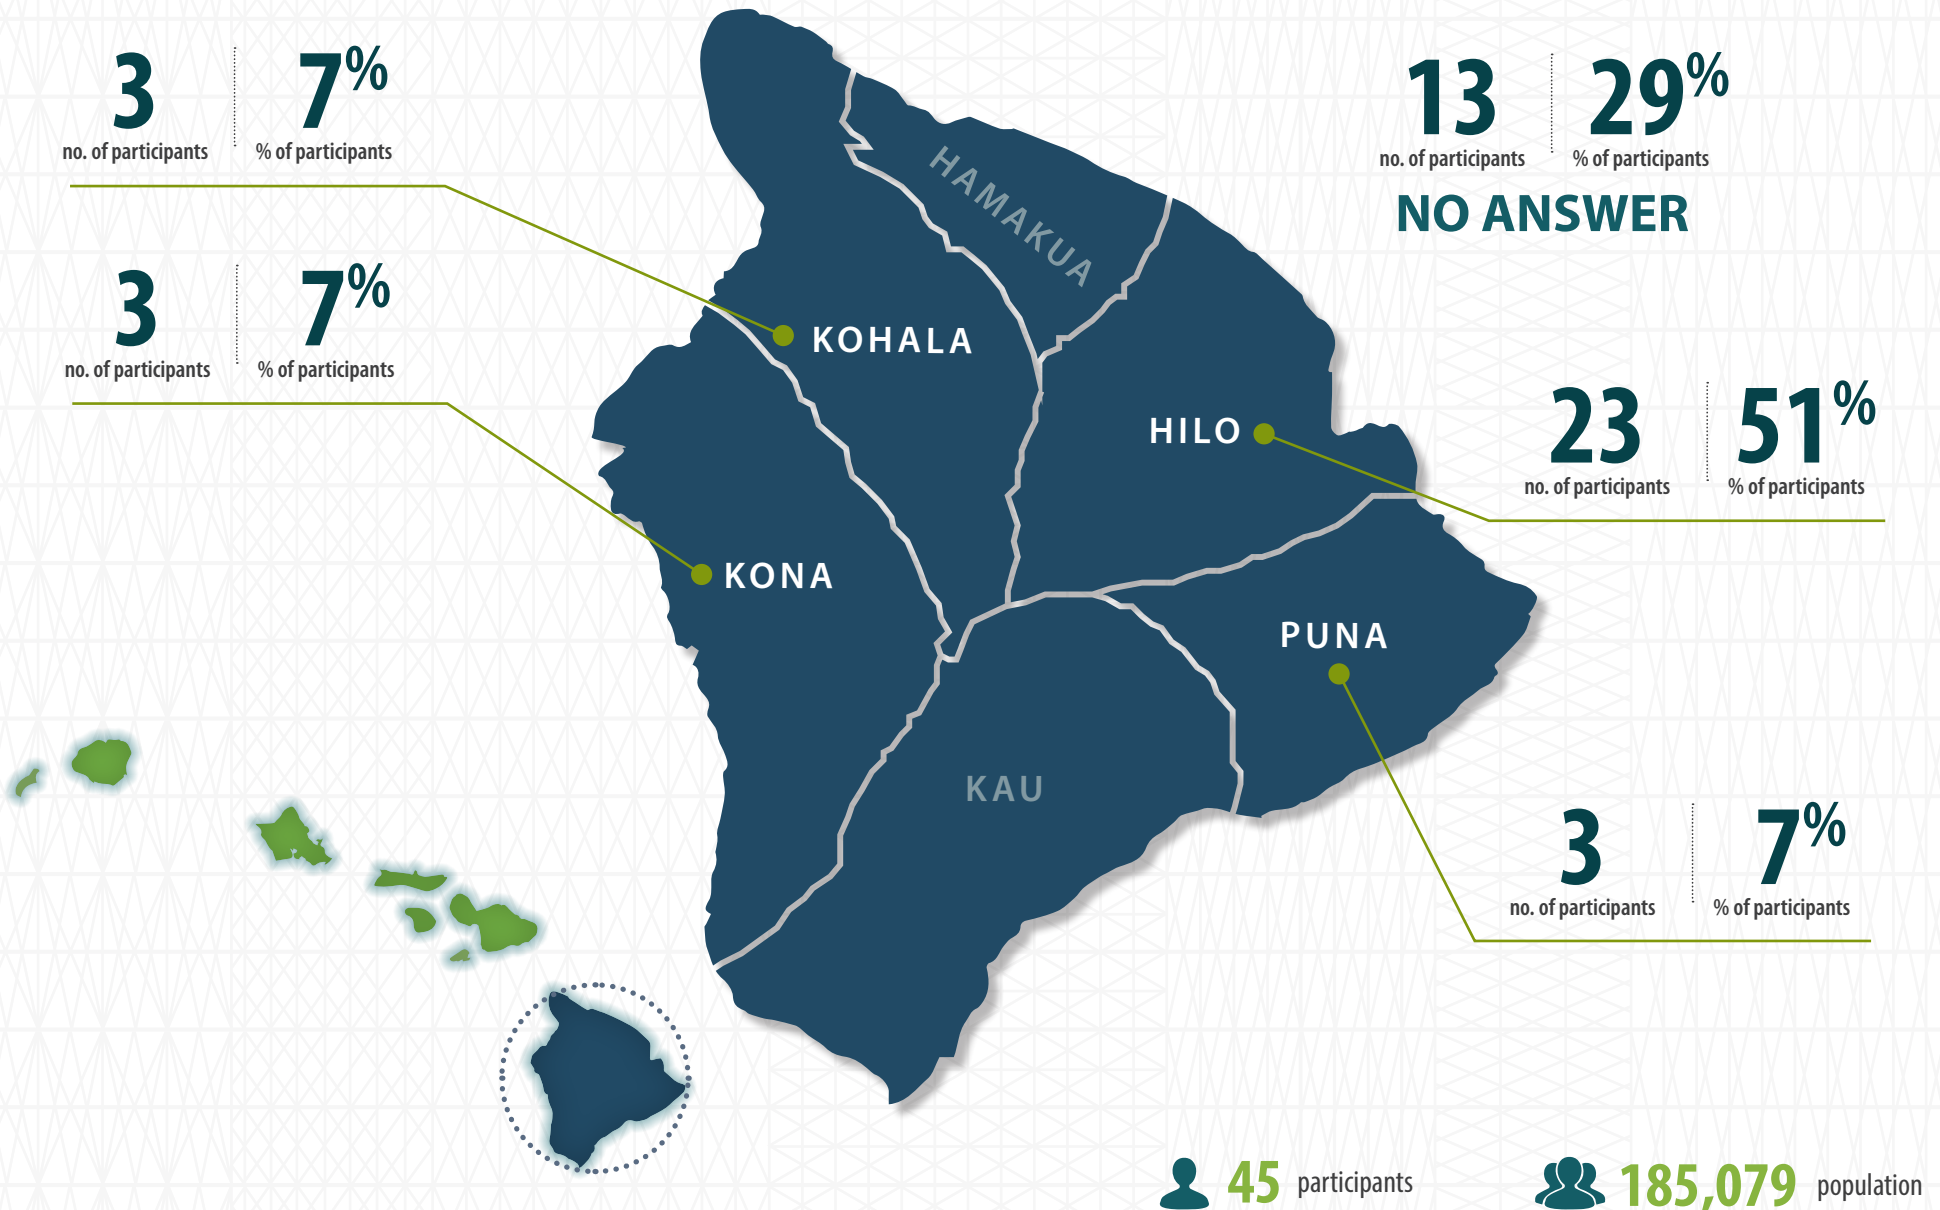 3 7%
no. of participants % of participants
3 7%
no. of participants % of participants
13 29%
no. of participants % of participants
NO ANSWER
HAMAKUA
KOHALA
HILO
23 51%
no. of participants % of participants
KONA
PUNA
KAU
3 7%
no. of participants % of participants
45 participants
185,079 population